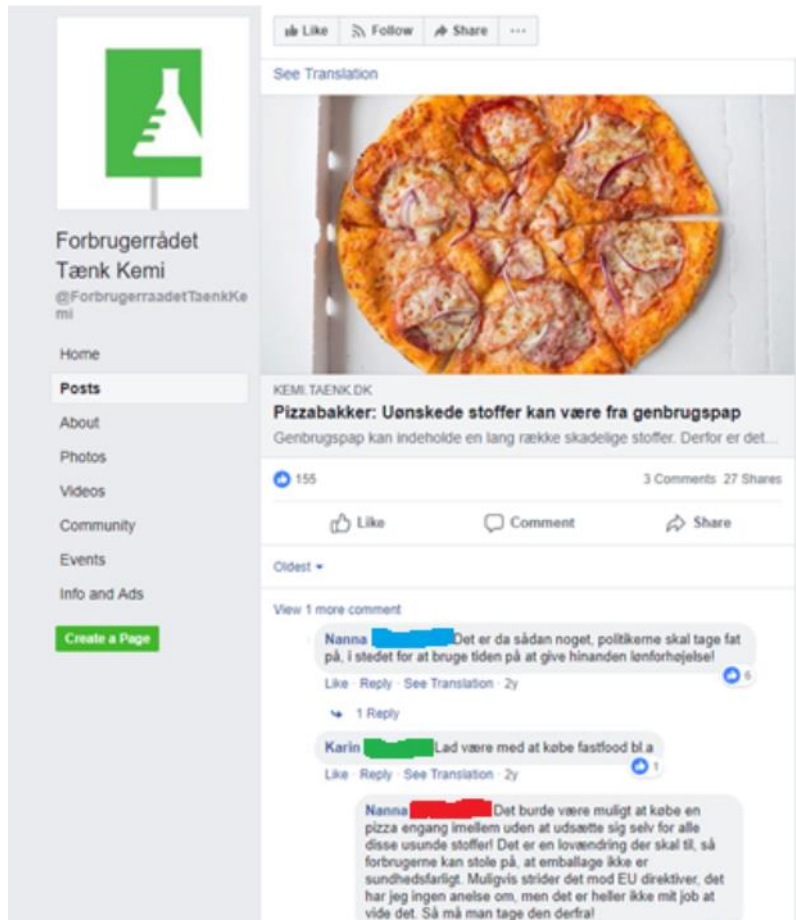 Like Follow Share ...
See Translation
Forbrugerrådet
Tænk Kemi
@ForbrugerraadetTaenkKe
mi
Home
Posts
About
Photos
Videos
Community
Events
Info and Ads
Create a Page
KEMI.TAENK.DK
Pizzabakker: Uønskede stoffer kan være fra genbrugspap
Genbrugspap kan indeholde en lang række skadelige stoffer. Derfor er det...
155 3 Comments 27 Shares
Like Comment Share
Oldest
View 1 more comment
Nanna Det er da sådan noget, politikerne skal tage fat
på, i stedet for at bruge tiden på at give hinanden lønforhøjelse!
Like · Reply · See Translation · 2y
6
1 Reply
Karin Lad være med at købe fastfood bl.a
Like · Reply · See Translation · 2y
1
Nanna Det burde være muligt at købe en
pizza engang imellem uden at udsætte sig selv for alle
disse usunde stoffer! Det er en lovændring der skal til, så
forbrugerne kan stole på, at emballage ikke er
sundhedsfarligt. Muligvis strider det mod EU direktiver, det
har jeg ingen anelse om, men det er heller ikke mit job at
vide det. Så må man tage den derfra!